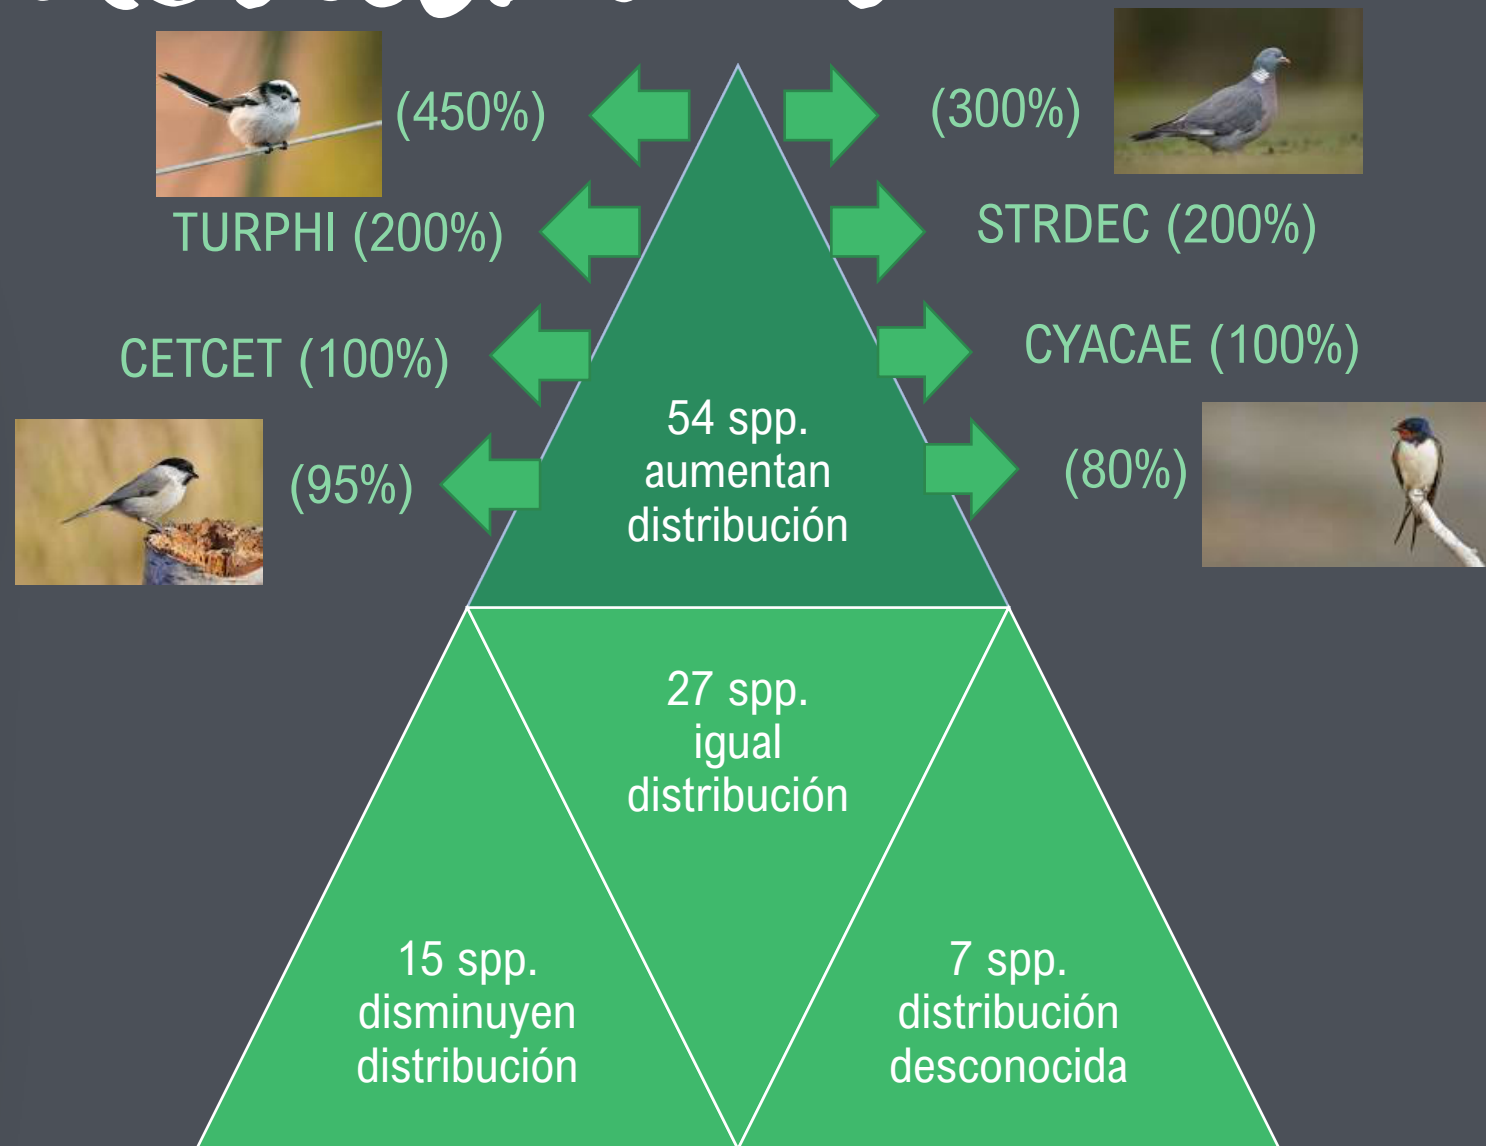 (450%)
(300%)
TURPHI (200%)
STRDEC (200%)
CETCET (100%)
CYACAE (100%)
(95%)
(80%)
54 spp.
aumentan
distribución
27 spp.
igual
distribución
15 spp.
disminuyen
distribución
7 spp.
distribución
desconocida